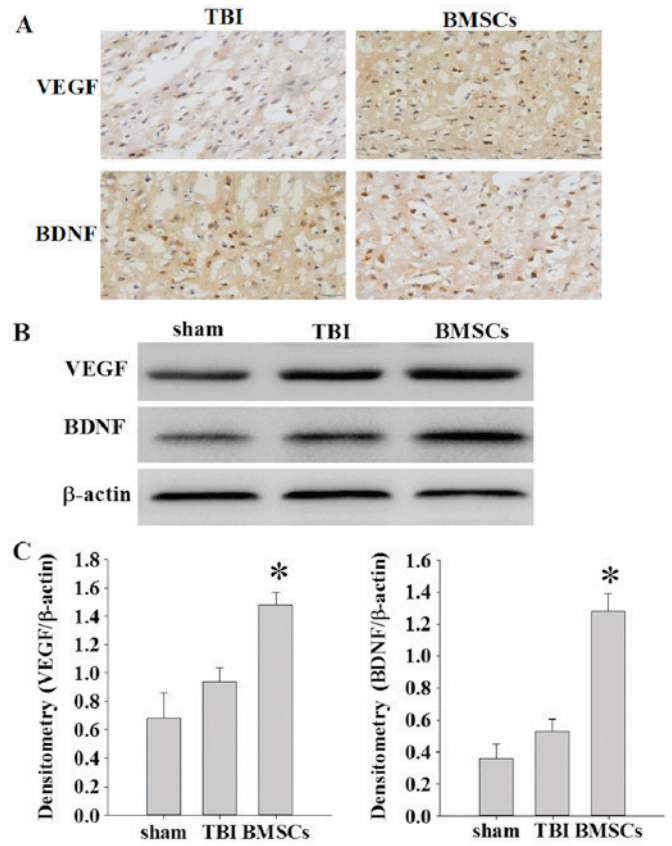 A
TBI
BMSCs
VEGF
BDNF
B
sham
TBI
BMSCs
VEGF
BDNF
β-actin
C
Densitometry (VEGF/β-actin)
1.8
1.6
1.4
1.2
1.0
0.8
0.6
0.4
0.2
0.0
*
sham
TBI
BMSCs
Densitometry (BDNF/β-actin)
1.6
1.4
1.2
1.0
0.8
0.6
0.4
0.2
0.0
*
sham
TBI
BMSCs